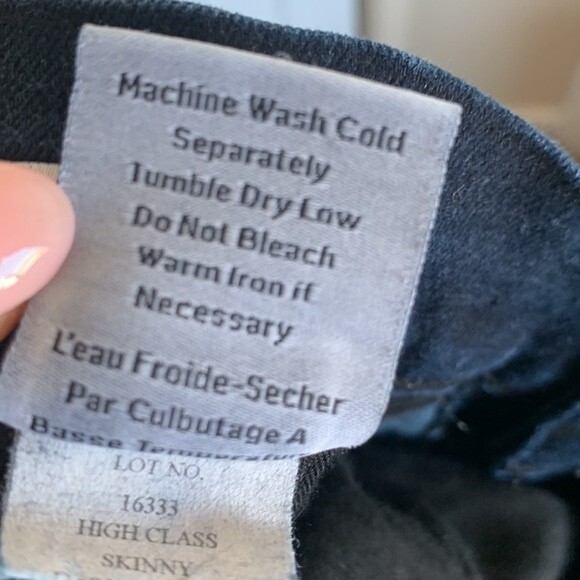 Machine Wash Cold
Separately
Tumble Dry Low
Do Not Bleach
Warm Iron if
Necessary
L'eau Froide-Secher
Par Culbutage A
Basse
LOT NO.
16333
HIGH CLASS
SKINNY